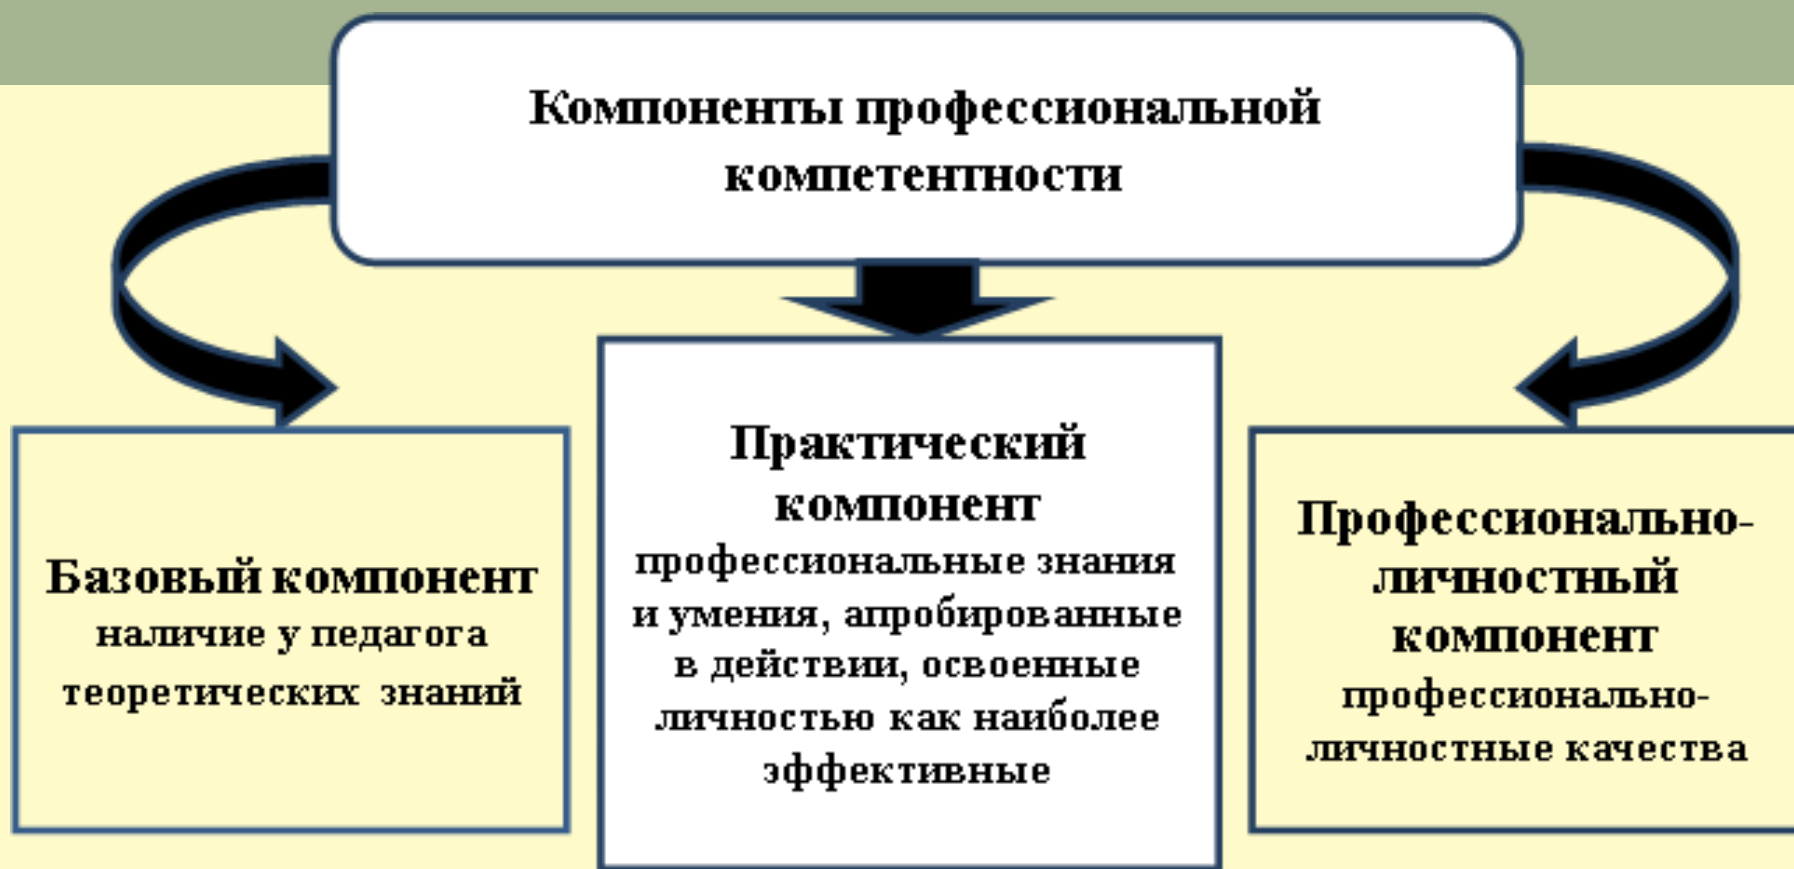 Компоненты профессиональной
компетентности
Базовый компонент
наличие у педагога
теоретических знаний
Практический
компонент
профессиональные знания
и умения, апробированные
в действии, освоенные
личностью как наиболее
эффективные
Профессионально-
личностный
компонент
профессионально-
личностные качества